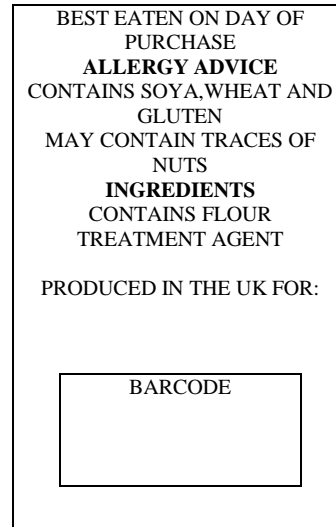 BEST EATEN ON DAY OF
PURCHASE
ALLERGY ADVICE
CONTAINS SOYA,WHEAT AND
GLUTEN
MAY CONTAIN TRACES OF
NUTS
INGREDIENTS
CONTAINS FLOUR
TREATMENT AGENT
PRODUCED IN THE UK FOR:
BARCODE